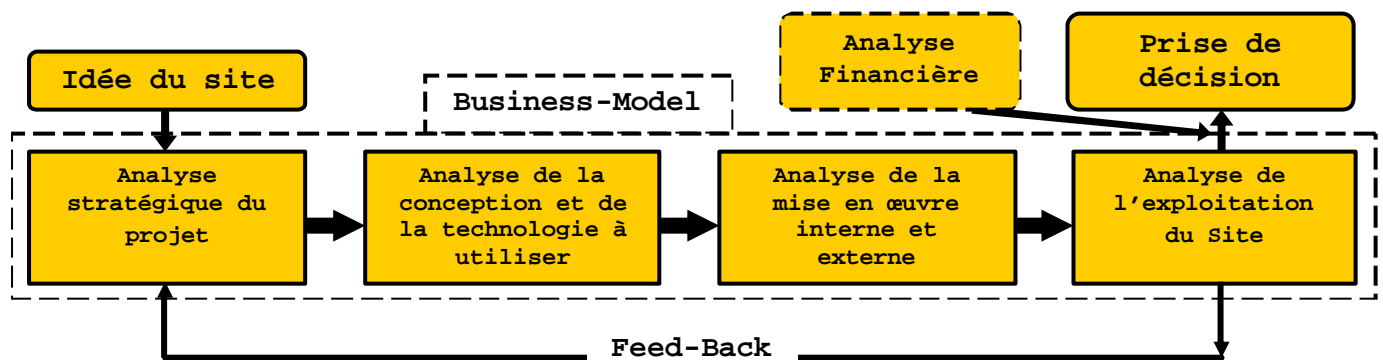 Idée du site
Business-Model
Analyse
Financière
Prise de
décision
Analyse
stratégique du
projet
Analyse de la
conception et de
la technologie à
utiliser
Analyse de la
mise en œuvre
interne et
externe
Analyse de
l’exploitation
du Site
Feed-Back